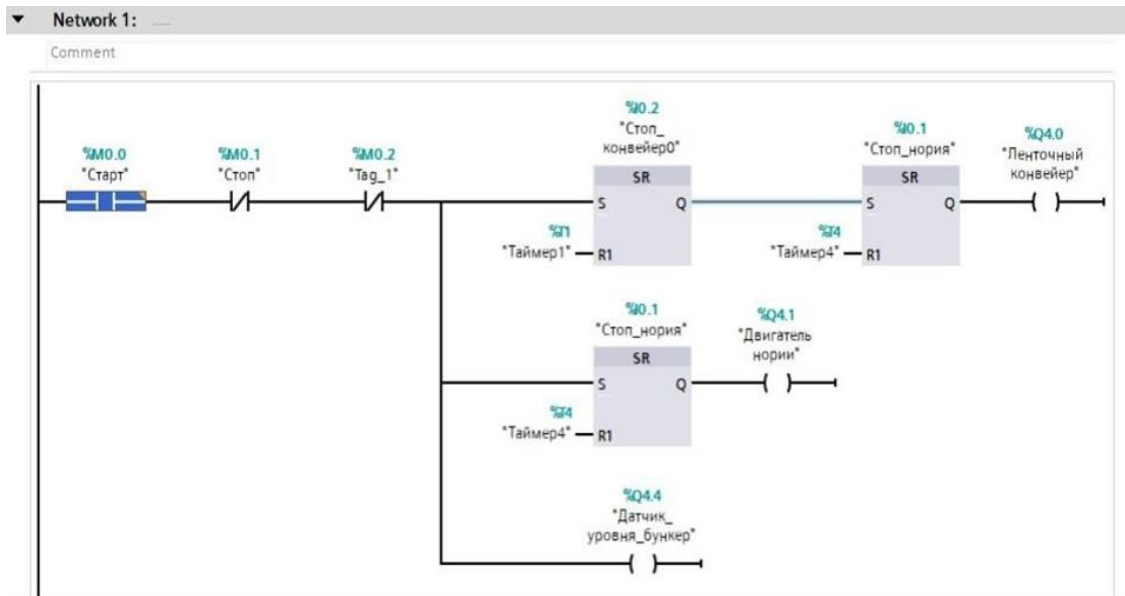 Network 1: .....
Comment
%I0.2
"Стоп_
конвейер0"
%I0.1
"Стоп_нория"
%Q4.0
"Ленточный
конвейер"
%M0.0
"Старт"
%M0.1
"Стоп"
%M0.2
"Tag_1"
SR
S Q
%T1
"Таймер1" R1
SR
S Q
%T4
"Таймер4" R1
%I0.1
"Стоп_нория"
%Q4.1
"Двигатель
нории"
SR
S Q
%T4
"Таймер4" R1
%Q4.4
"Датчик_
уровня_бункер"